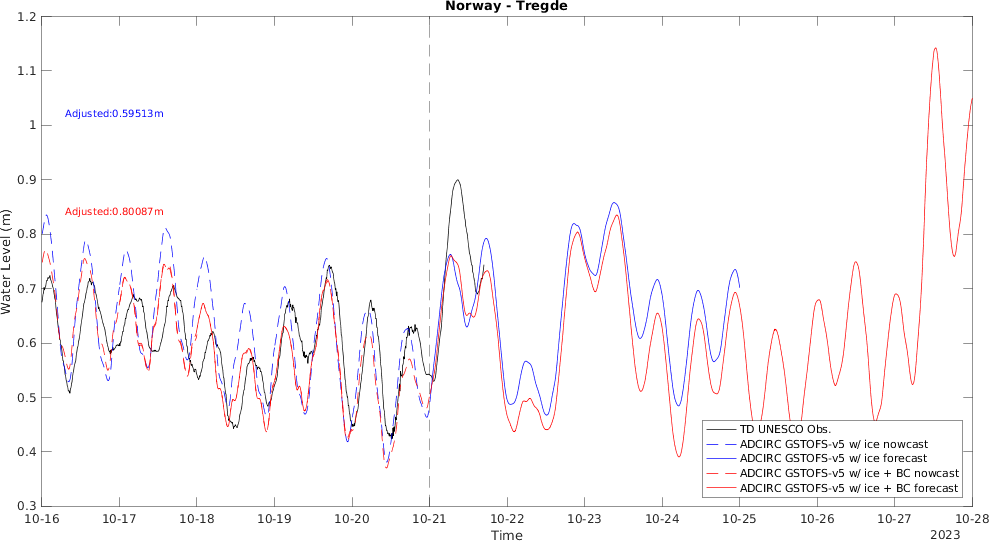 Norway - Tregde
1.2
1.1
1
0.9
0.8
0.7
0.6
0.5
0.4
0.3
Water Level (m)
Adjusted:0.59513m
Adjusted:0.80087m
TD UNESCO Obs.
ADCIRC GSTOFS-v5 w/ ice nowcast
ADCIRC GSTOFS-v5 w/ ice forecast
ADCIRC GSTOFS-v5 w/ ice + BC nowcast
ADCIRC GSTOFS-v5 w/ ice + BC forecast
10-16 10-17 10-18 10-19 10-20 10-21 10-22 10-23 10-24 10-25 10-26 10-27 10-28
Time
2023